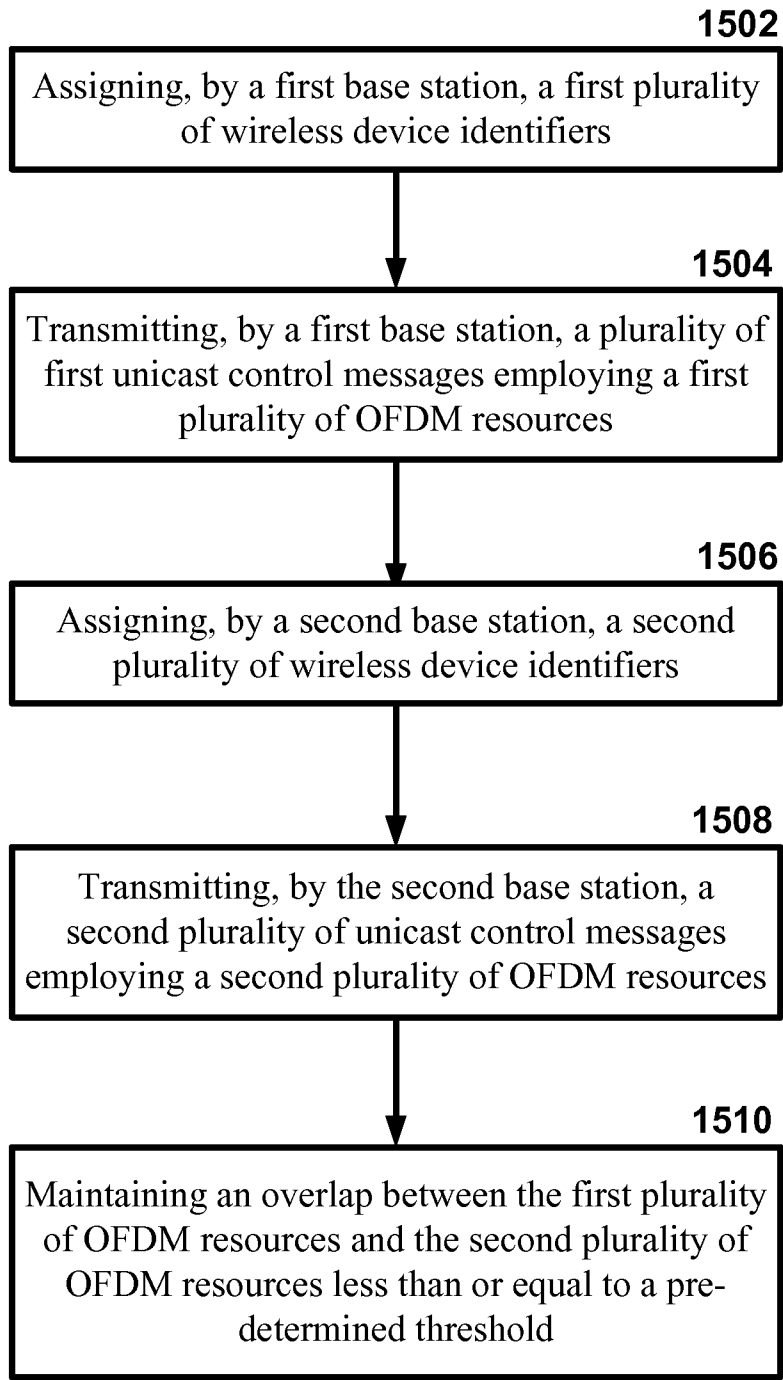 1502
Assigning, by a first base station, a first plurality
of wireless device identifiers
1504
Transmitting, by a first base station, a plurality of
first unicast control messages employing a first
plurality of OFDM resources
1506
Assigning, by a second base station, a second
plurality of wireless device identifiers
1508
Transmitting, by the second base station, a
second plurality of unicast control messages
employing a second plurality of OFDM resources
1510
Maintaining an overlap between the first plurality
of OFDM resources and the second plurality of
OFDM resources less than or equal to a pre-
determined threshold